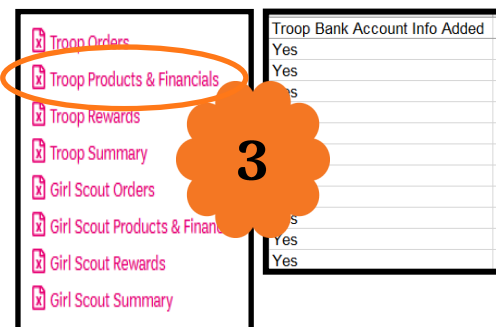 Troop Orders
Troop Products & Financials
Troop Rewards
Troop Summary
Girl Scout Orders
Girl Scout Products &
Girl Scout Rewards
Girl Scout Summary
3
Troop Bank Account Info Added
Yes
Yes
Yes
Yes